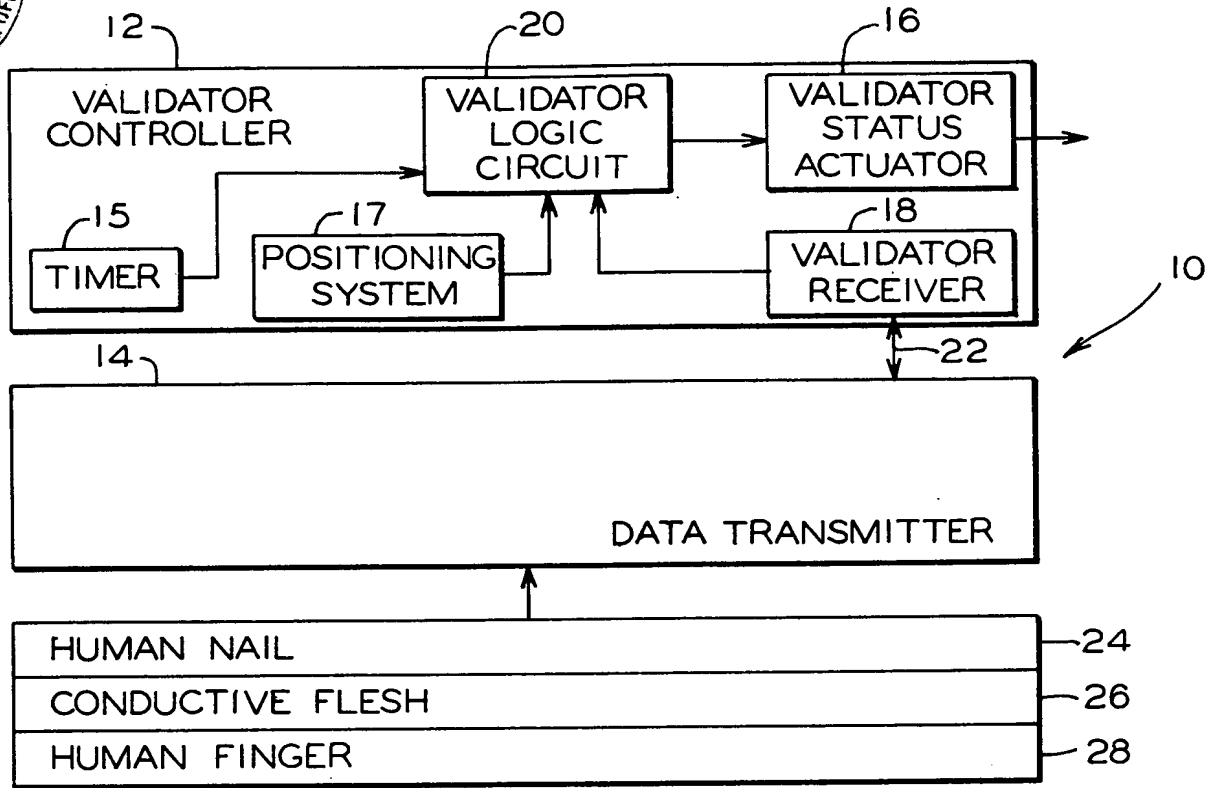 12
20
16
VALIDATOR
CONTROLLER
VALIDATOR
LOGIC
CIRCUIT
VALIDATOR
STATUS
ACTUATOR
15
TIMER
17
POSITIONING
SYSTEM
18
VALIDATOR
RECEIVER
10
14
22
DATA TRANSMITTER
HUMAN NAIL
24
CONDUCTIVE FLESH
26
HUMAN FINGER
28